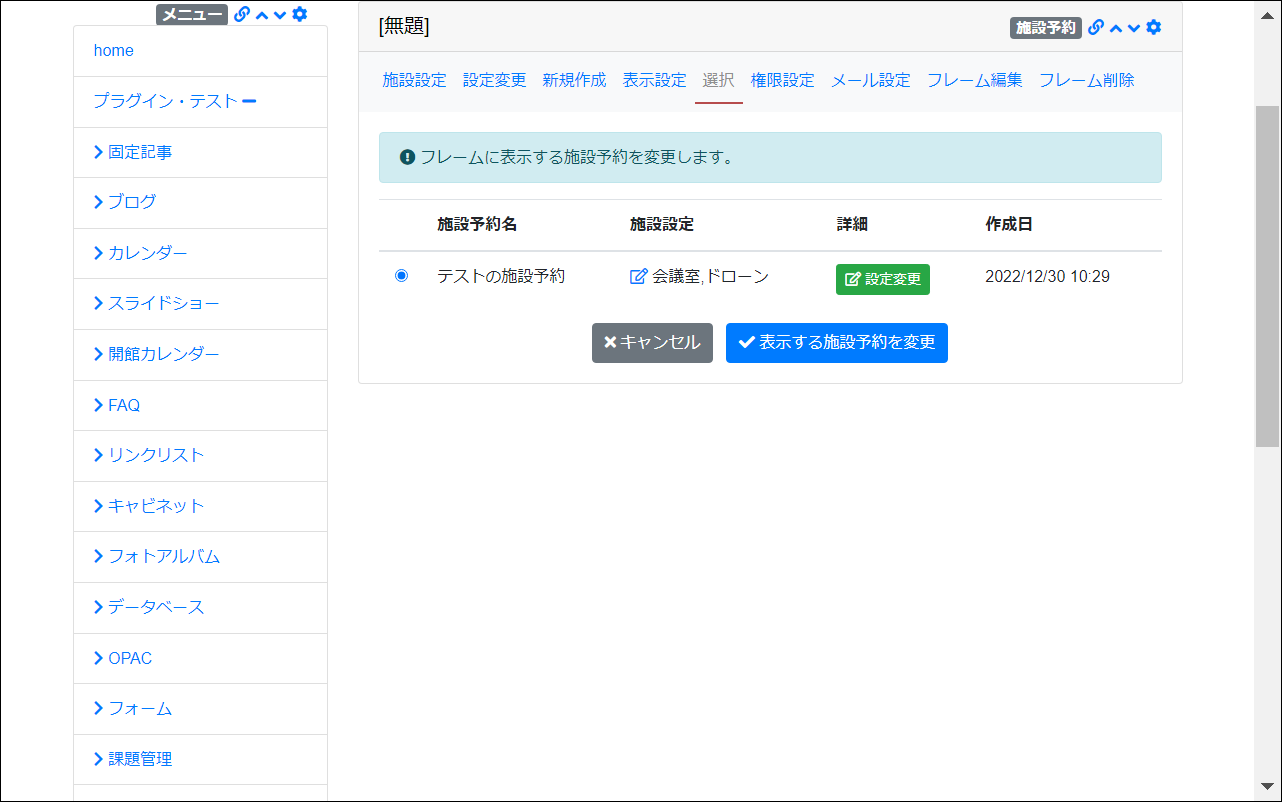 メニュー
home
プラグイン・テスト
固定記事
ブログ
カレンダー
スライドショー
開館カレンダー
FAQ
リンクリスト
キャビネット
フォトアルバム
データベース
OPAC
フォーム
課題管理
[無題] 施設予約
施設設定 設定変更 新規作成 表示設定 選択 権限設定 メール設定 フレーム編集 フレーム削除
フレームに表示する施設予約を変更します。
施設予約名 施設設定 詳細 作成日
テストの施設予約 会議室,ドローン 設定変更 2022/12/30 10:29
キャンセル 表示する施設予約を変更